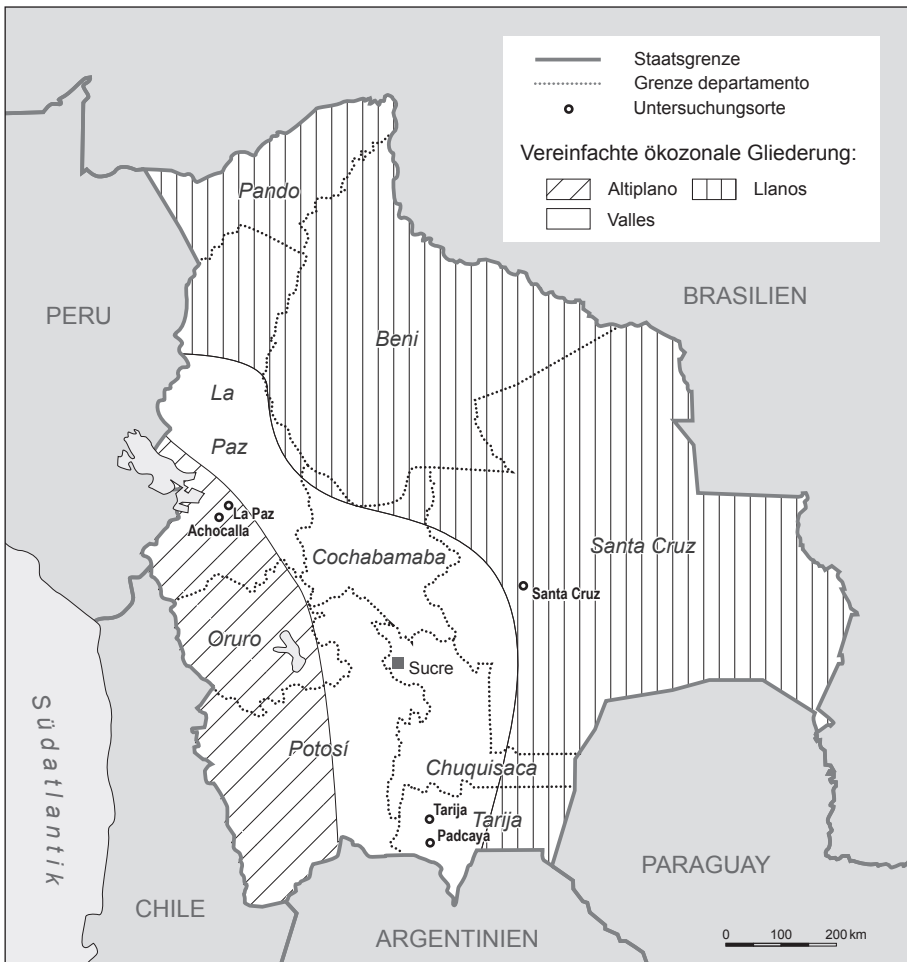 Staatsgrenze
Grenze departamento
Untersuchungsorte
Vereinfachte ökozonale Gliederung:
Altiplano
Llanos
Valles
Pando
PERU
BRASILIEN
Beni
La
Paz
La Paz
Achocalla
Cochabamaba
Santa Cruz
Santa Cruz
Oruro
Sucre
Südatlantik
Potosí
Chuquisaca
Tarija
Tarija
Padcaya
PARAGUAY
CHILE
ARGENTINIEN
0 100 200 km